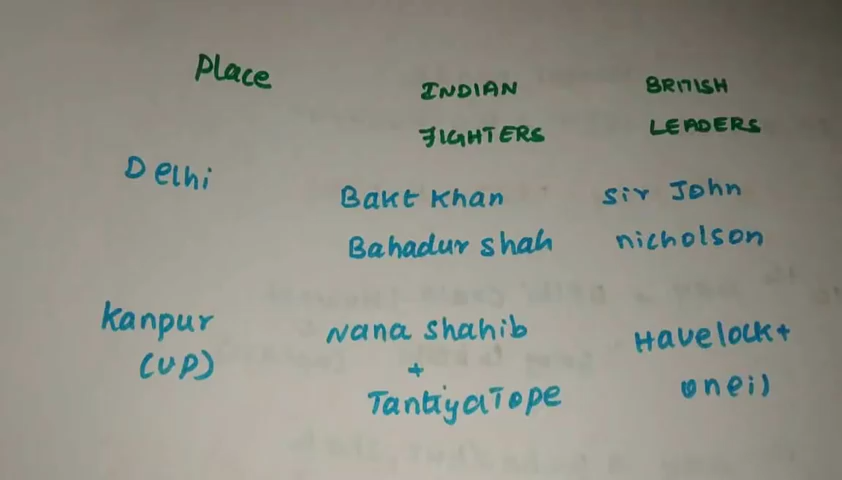 Place INDIAN BRITISH
FIGHTERS LEADERS
Delhi Bakt Khan Sir John
Bahadur shah nicholson
Kanpur Nana Shahib Havelock+
(UP) +
TantiyaTope oneil